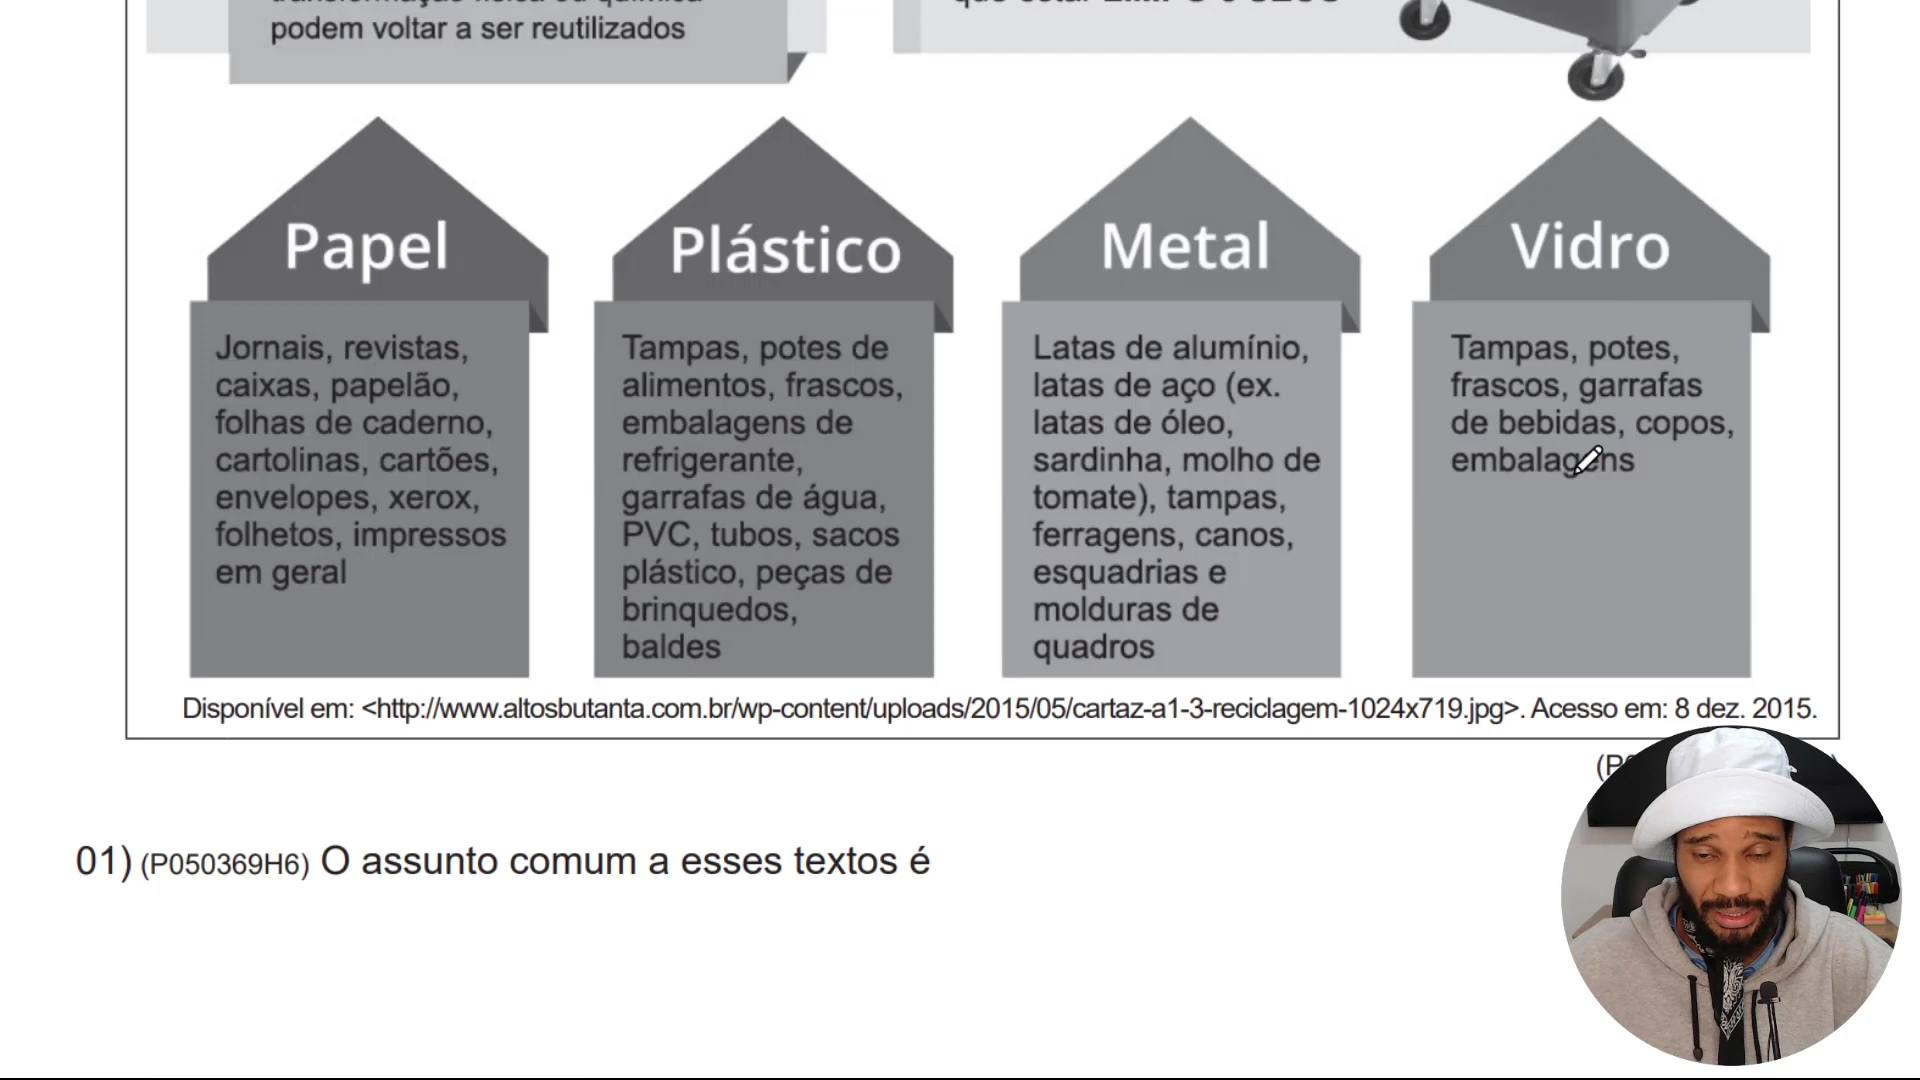 podem voltar a ser reutilizados
Papel
Jornais, revistas,
caixas, papelão,
folhas de caderno,
cartolinas, cartões,
envelopes, xerox,
folhetos, impressos
em geral
Plástico
Tampas, potes de
alimentos, frascos,
embalagens de
refrigerante,
garrafas de água,
PVC, tubos, sacos
plástico, peças de
brinquedos,
baldes
Metal
Latas de alumínio,
latas de aço (ex.
latas de óleo,
sardinha, molho de
tomate), tampas,
ferragens, canos,
esquadrias e
molduras de
quadros
Vidro
Tampas, potes,
frascos, garrafas
de bebidas, copos,
embalagens
Disponível em: <http://www.altosbutanta.com.br/wp-content/uploads/2015/05/cartaz-a1-3-reciclagem-1024x719.jpg>. Acesso em: 8 dez. 2015.
01) (P050369H6) O assunto comum a esses textos é